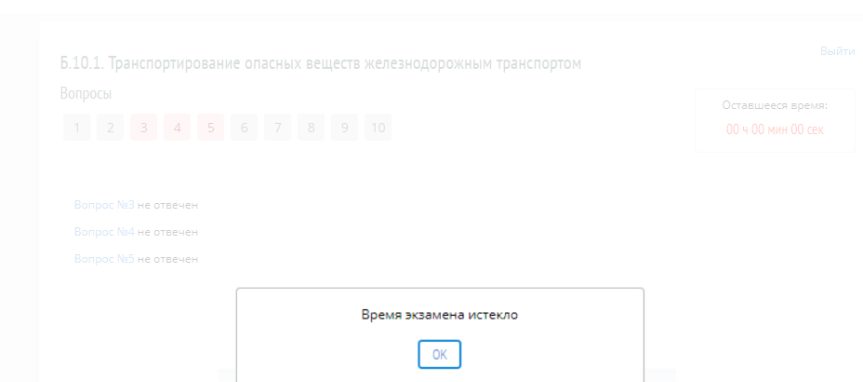 Выйти
Б.10.1. Транспортирование опасных веществ железнодорожным транспортом
Вопросы
1 2 3 4 5 6 7 8 9 10
Оставшееся время:
00 ч 00 мин 00 сек
Вопрос №3 не отвечен
Вопрос №4 не отвечен
Вопрос №5 не отвечен
Время экзамена истекло
OK